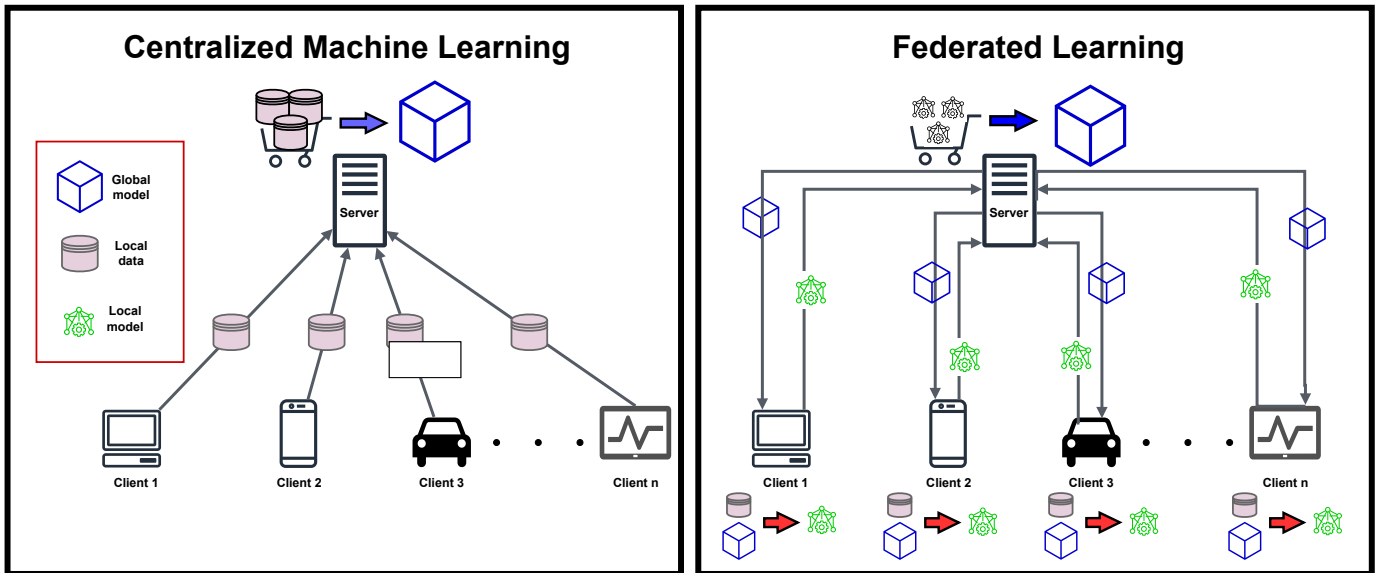 Centralized Machine Learning
Global
model
Local
data
Local
model
Server
Client 1
Client 2
Client 3
Client n
Federated Learning
Server
Client 1
Client 2
Client 3
Client n